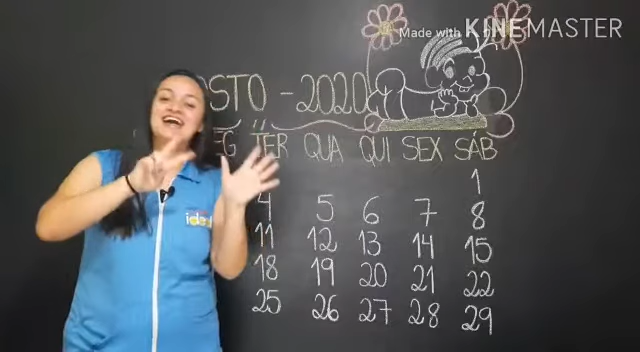 Made with KINEMASTER
OSTO - 2020
EG TER QUA QUI SEX SÁB
1
4 5 6 7 8
11 12 13 14 15
18 19 20 21 22
25 26 27 28 29